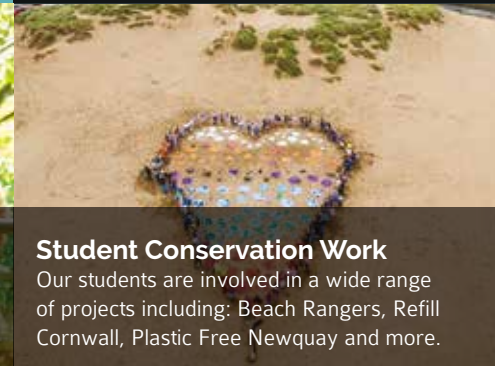 Student Conservation Work
Our students are involved in a wide range
of projects including: Beach Rangers, Refill
Cornwall, Plastic Free Newquay and more.